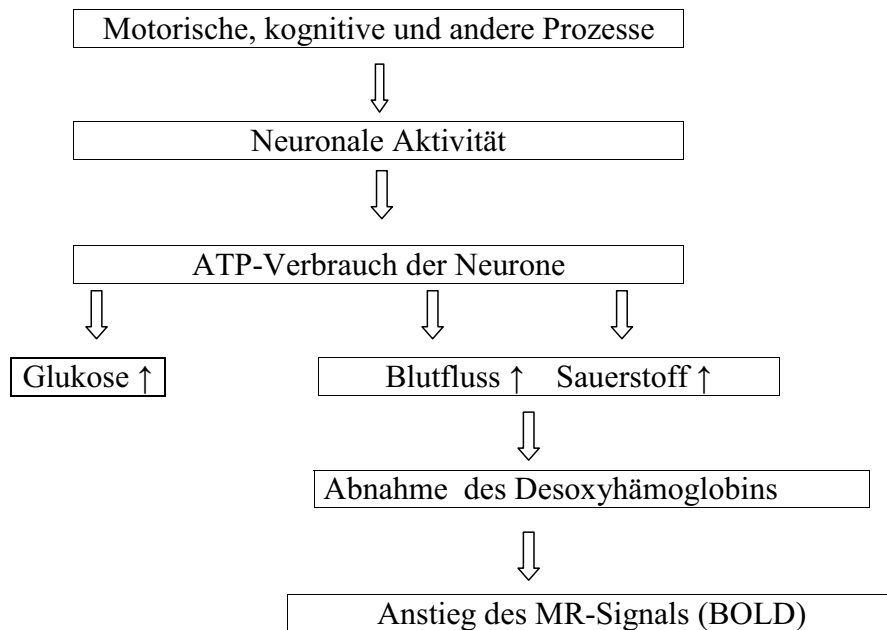 Motorische, kognitive und andere Prozesse
Neuronale Aktivität
ATP-Verbrauch der Neurone
Glukose ↑
Blutfluss ↑ Sauerstoff ↑
Abnahme des Desoxyhämoglobins
Anstieg des MR-Signals (BOLD)